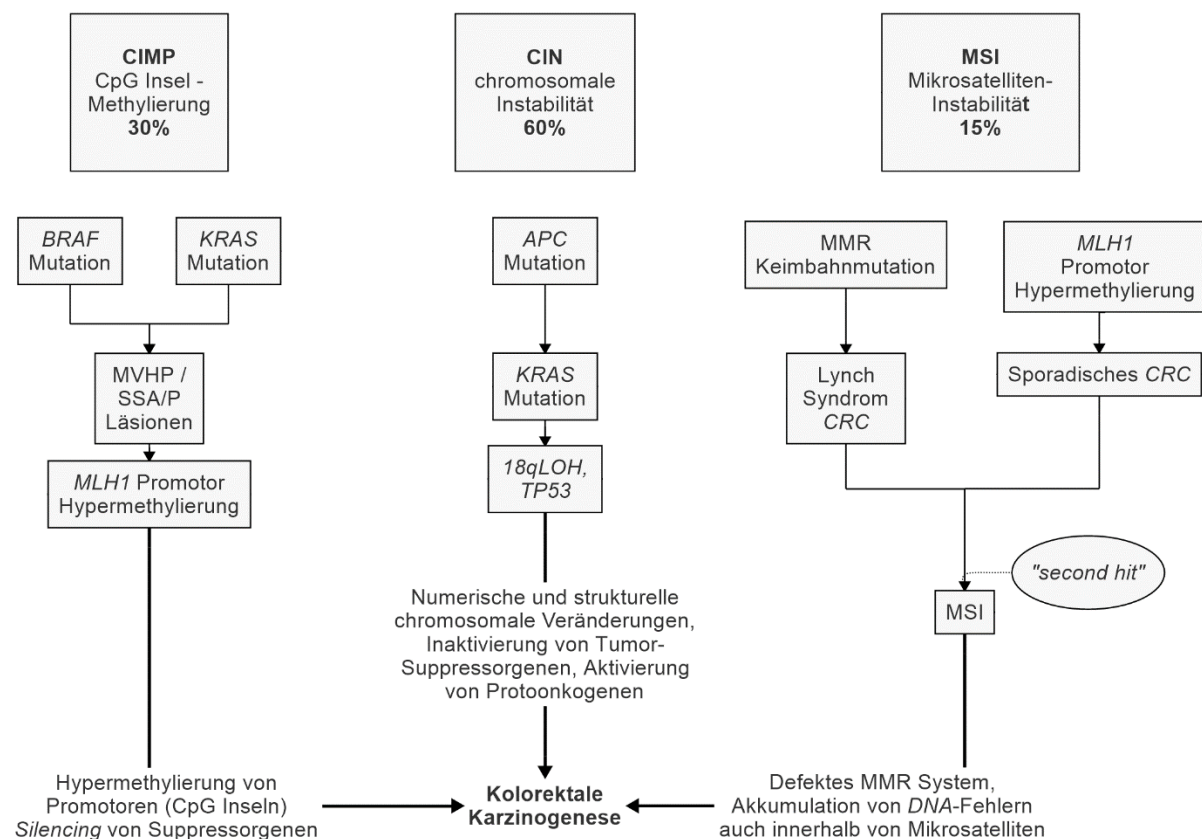 CIMP
CpG Insel -
Methylierung
30%
CIN
chromosomale
Instabilität
60%
MSI
Mikrosatelliten-
Instabilität
15%
BRAF
Mutation
KRAS
Mutation
MVHP /
SSA/P
Läsionen
MLH1 Promotor
Hypermethylierung
Hypermethylierung von
Promotoren (CpG Inseln)
Silencing von Suppressorgenen
APC
Mutation
KRAS
Mutation
18qLOH,
TP53
Numerische und strukturelle
chromosomale Veränderungen,
Inaktivierung von Tumor-
Suppressorgenen, Aktivierung
von Protoonkogenen
Kolorektale
Karzinogenese
MMR
Keimbahnmutation
MLH1
Promotor
Hypermethylierung
Lynch
Syndrom
CRC
Sporadisches CRC
"second hit"
MSI
Defektes MMR System,
Akkumulation von DNA-Fehlern
auch innerhalb von Mikrosatelliten